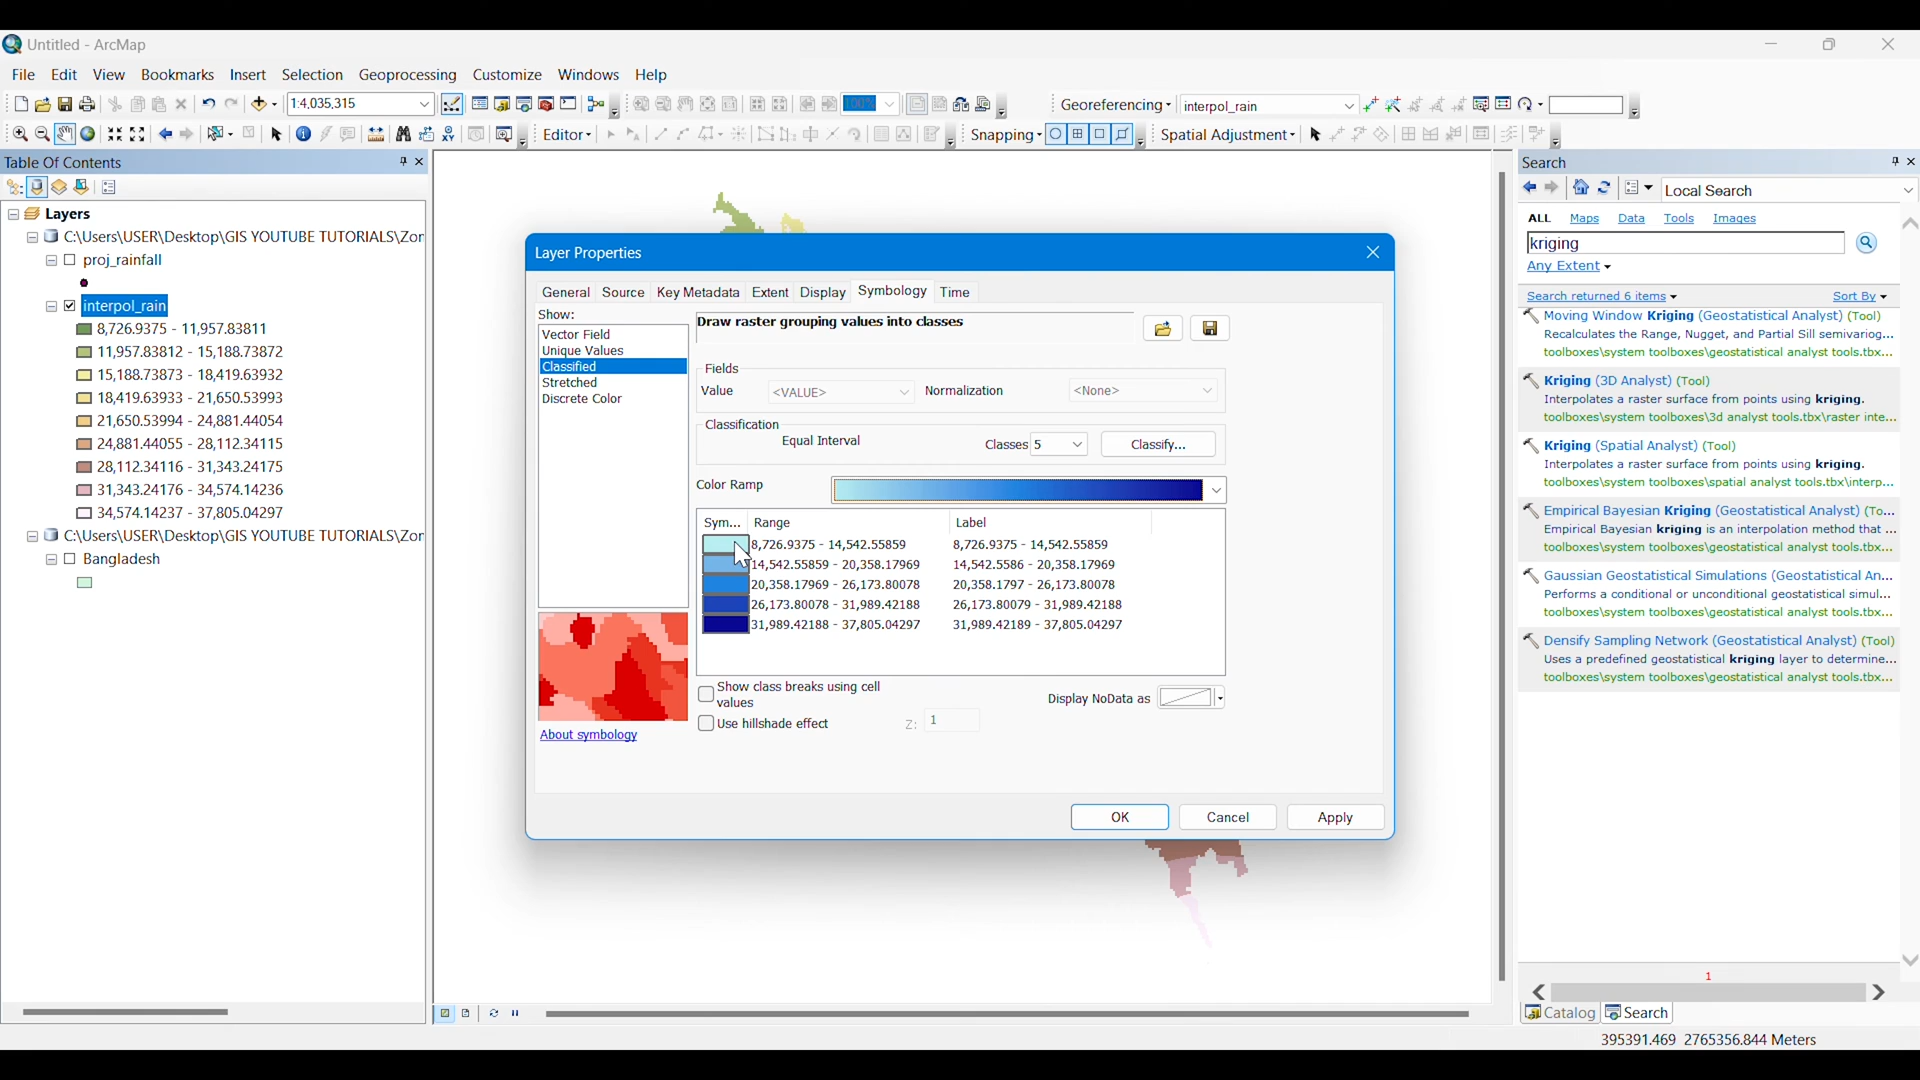 Untitled - ArcMap
File Edit View Bookmarks Insert Selection Geoprocessing Customize Windows Help
1:4,035,315 100% Georeferencing interpol_rain
Editor Snapping Spatial Adjustment
Table Of Contents
Layers
C:\Users\USER\Desktop\GIS YOUTUBE TUTORIALS\Zor
proj_rainfall
interpol_rain
8,726.9375 - 11,957.83811
11,957.83812 - 15,188.73872
15,188.73873 - 18,419.63932
18,419.63933 - 21,650.53993
21,650.53994 - 24,881.44054
24,881.44055 - 28,112.34115
28,112.34116 - 31,343.24175
31,343.24176 - 34,574.14236
34,574.14237 - 37,805.04297
C:\Users\USER\Desktop\GIS YOUTUBE TUTORIALS\Zor
Bangladesh
Layer Properties
General Source Key Metadata Extent Display Symbology Time
Show:
Vector Field
Unique Values
Classified
Stretched
Discrete Color
About symbology
Draw raster grouping values into classes
Fields
Value <VALUE> Normalization <None>
Classification
Equal Interval Classes 5 Classify...
Color Ramp
Sym... Range Label
8,726.9375 - 14,542.55859 8,726.9375 - 14,542.55859
14,542.55859 - 20,358.17969 14,542.5586 - 20,358.17969
20,358.17969 - 26,173.80078 20,358.1797 - 26,173.80078
26,173.80078 - 31,989.42188 26,173.80079 - 31,989.42188
31,989.42188 - 37,805.04297 31,989.42189 - 37,805.04297
Show class breaks using cell
values
Display NoData as
Use hillshade effect Z: 1
OK Cancel Apply
Search
Local Search
ALL Maps Data Tools Images
kriging
Any Extent
Search returned 6 items Sort By
Moving Window Kriging (Geostatistical Analyst) (Tool)
Recalculates the Range, Nugget, and Partial Sill semivariog...
toolboxes\system toolboxes\geostatistical analyst tools.tbx...
Kriging (3D Analyst) (Tool)
Interpolates a raster surface from points using kriging.
toolboxes\system toolboxes\3d analyst tools.tbx\raster inte...
Kriging (Spatial Analyst) (Tool)
Interpolates a raster surface from points using kriging.
toolboxes\system toolboxes\spatial analyst tools.tbx\interp...
Empirical Bayesian Kriging (Geostatistical Analyst) (To...
Empirical Bayesian kriging is an interpolation method that ...
toolboxes\system toolboxes\geostatistical analyst tools.tbx...
Gaussian Geostatistical Simulations (Geostatistical An...
Performs a conditional or unconditional geostatistical simul...
toolboxes\system toolboxes\geostatistical analyst tools.tbx...
Densify Sampling Network (Geostatistical Analyst) (Tool)
Uses a predefined geostatistical kriging layer to determine...
toolboxes\system toolboxes\geostatistical analyst tools.tbx...
1
Catalog Search
395391.469 2765356.844 Meters